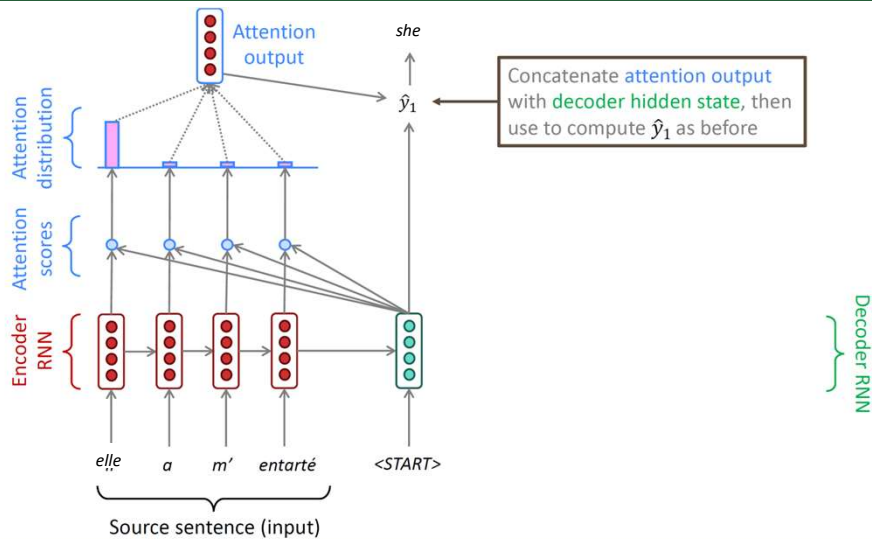 Attention
output
she
ŷ₁
Concatenate attention output
with decoder hidden state, then
use to compute ŷ₁ as before
Attention
distribution
Attention
scores
Encoder
RNN
Decoder RNN
elle
a
m’
entarté
<START>
Source sentence (input)